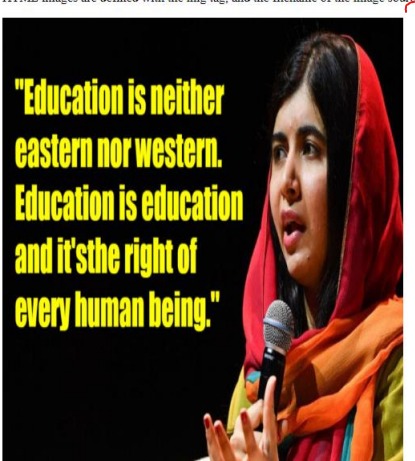 HTML images are defined with the img tag, and the filename of the image
"Education is neither
eastern nor western.
Education is education
and it'sthe right of
every human being."